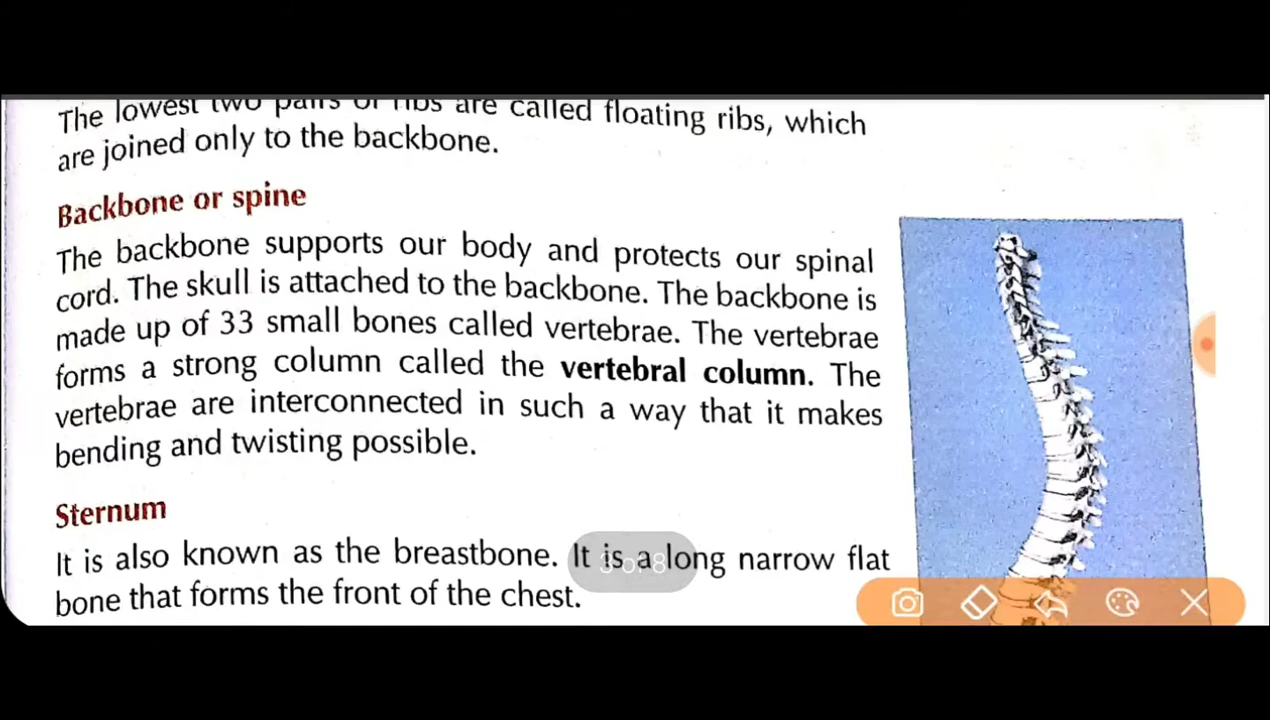 The lowest two pairs of ribs are called floating ribs, which
are joined only to the backbone.
Backbone or spine
The backbone supports our body and protects our spinal
cord. The skull is attached to the backbone. The backbone is
made up of 33 small bones called vertebrae. The vertebrae
forms a strong column called the vertebral column. The
vertebrae are interconnected in such a way that it makes
bending and twisting possible.
Sternum
It is also known as the breastbone. It is a long narrow flat
bone that forms the front of the chest.